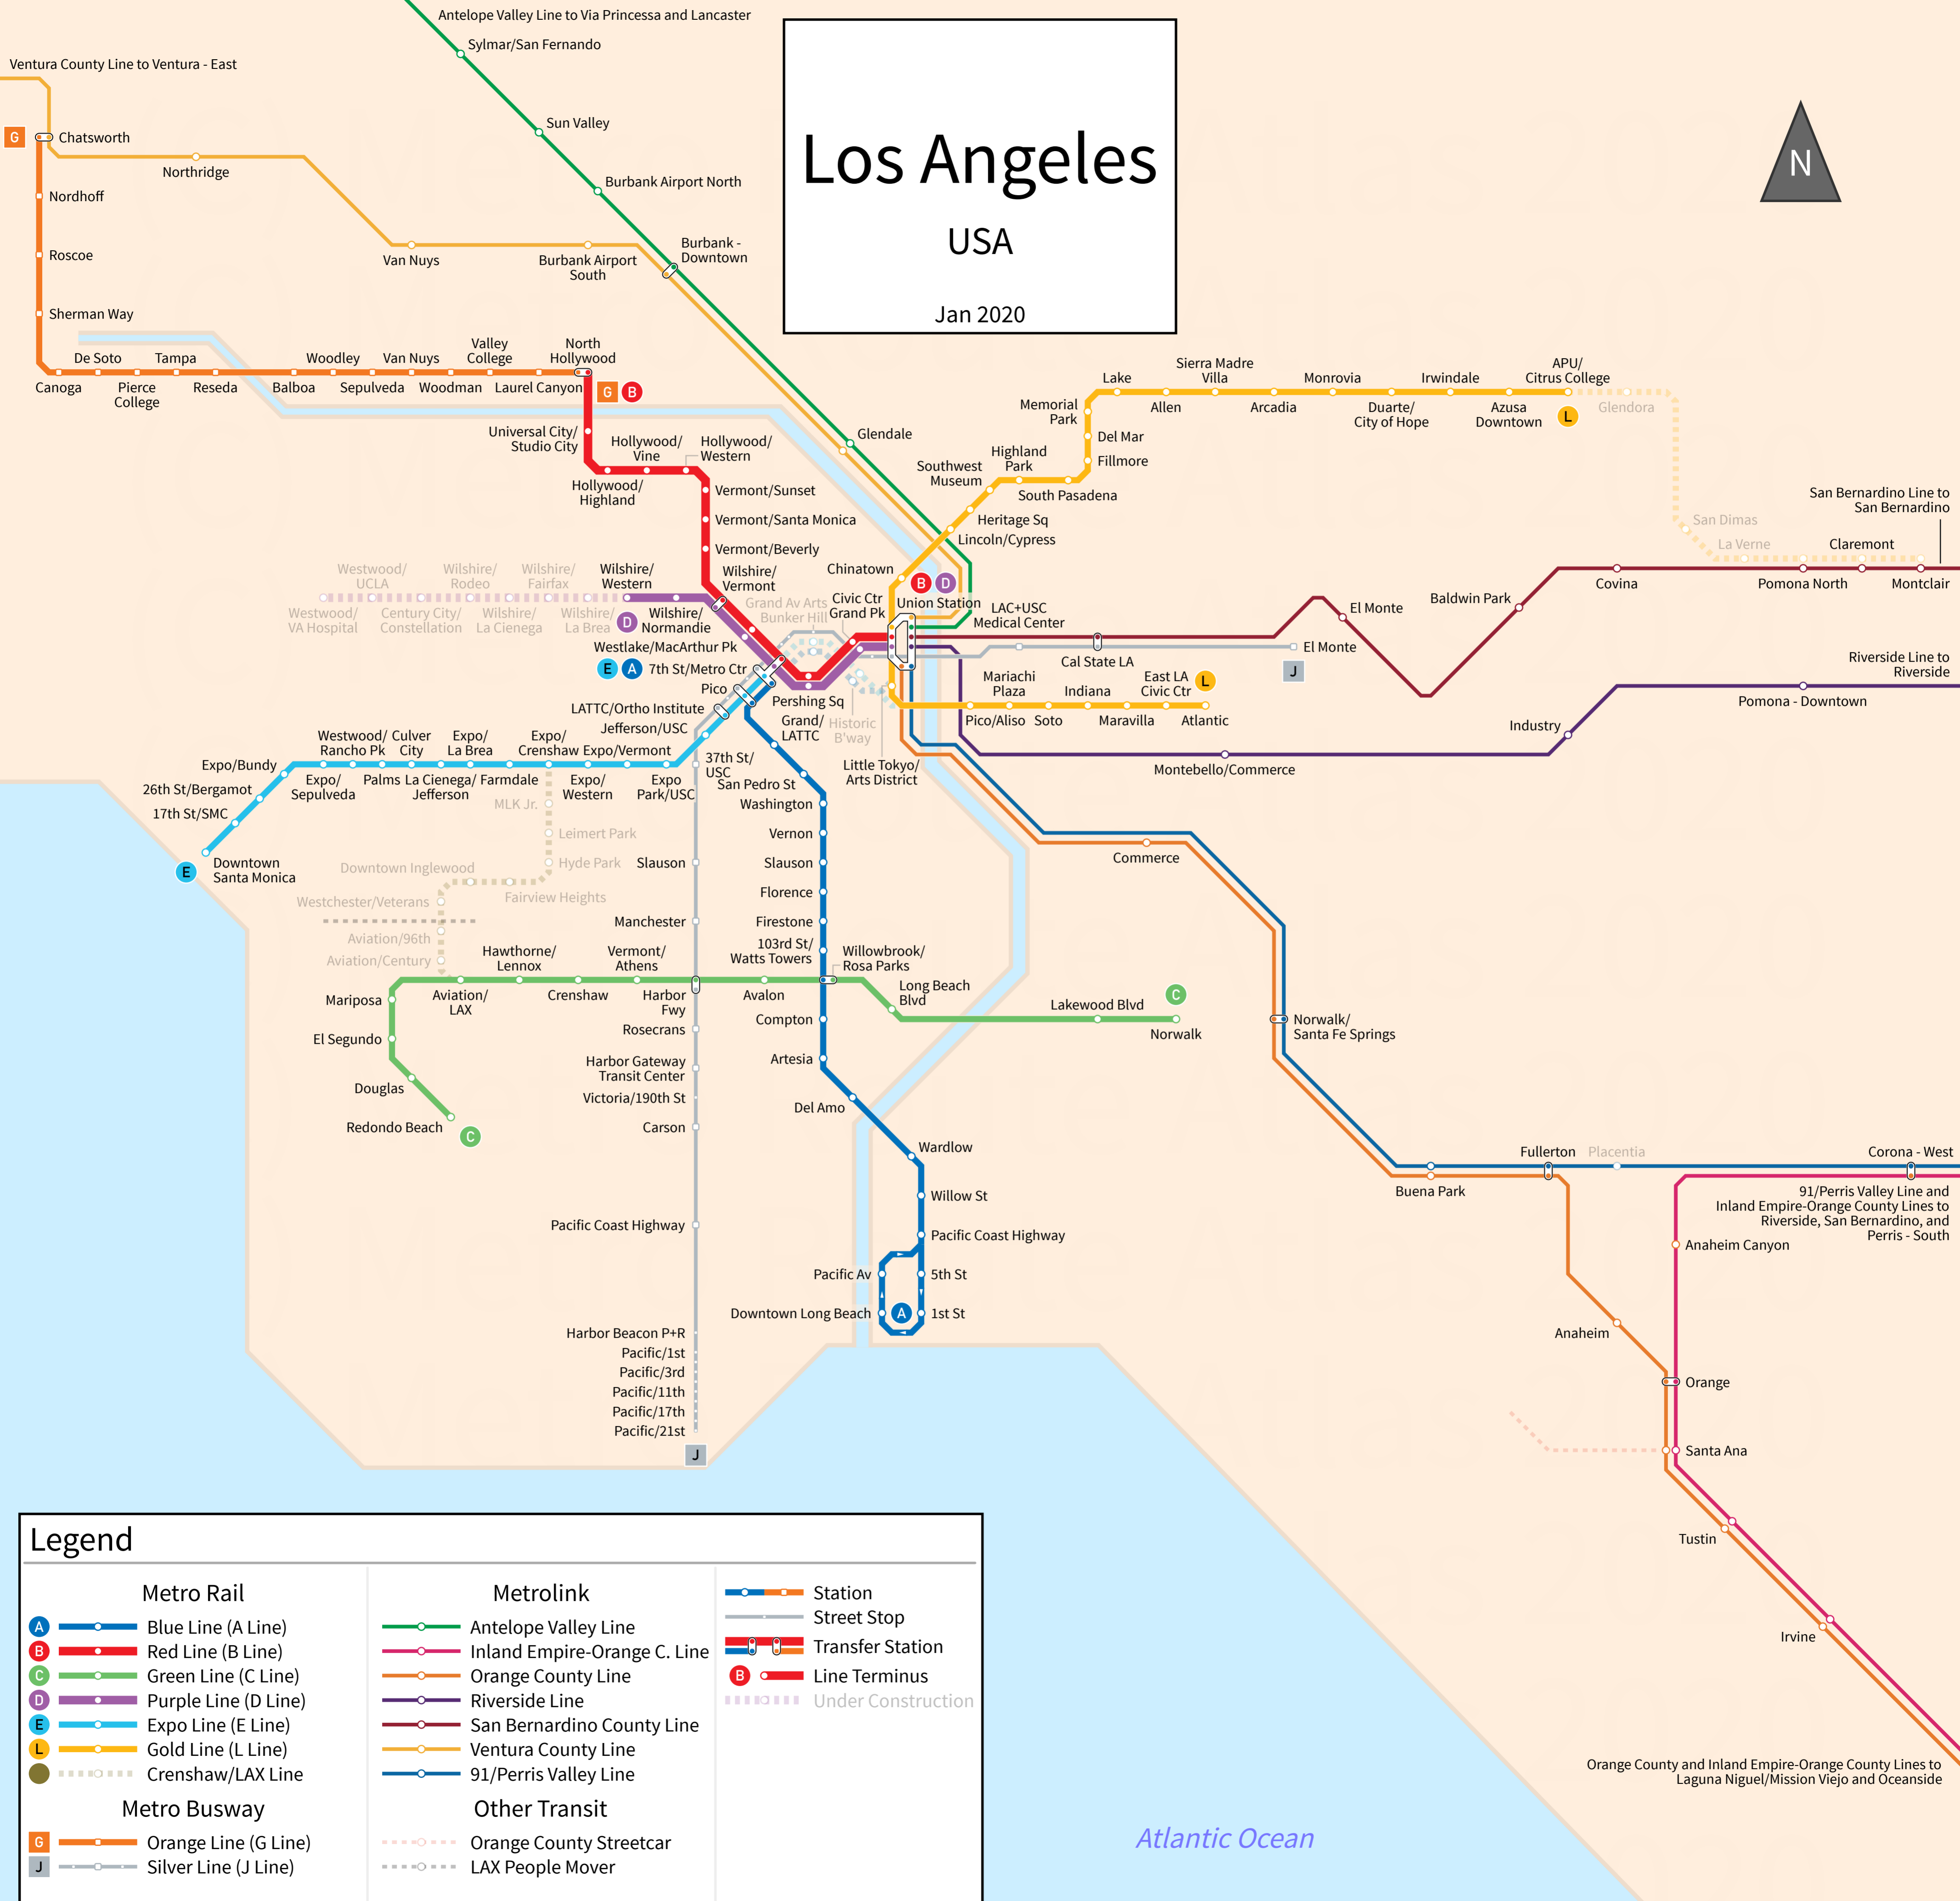 Antelope Valley Line to Via Princessa and Lancaster
Sylmar/San Fernando
Ventura County Line to Ventura - East
Los Angeles
USA
Jan 2020
N
Sun Valley
G
Chatsworth
Northridge
Burbank Airport North
Nordhoff
Burbank -
Downtown
Van Nuys
Burbank Airport
South
Roscoe
Sherman Way
De Soto
Tampa
Woodley
Van Nuys
Valley
College
North
Hollywood
Canoga
Pierce
College
Reseda
Balboa
Sepulveda
Woodman
Laurel Canyon
G
B
Universal City/
Studio City
Hollywood/
Vine
Hollywood/
Western
Hollywood/
Highland
Vermont/Sunset
Vermont/Santa Monica
Vermont/Beverly
Glendale
Lake
Sierra Madre
Villa
Monrovia
Irwindale
APU/
Citrus College
Memorial
Park
Allen
Arcadia
Duarte/
City of Hope
Azusa
Downtown
L
Glendora
Del Mar
Fillmore
Highland
Park
Southwest
Museum
South Pasadena
Heritage Sq
Lincoln/Cypress
Chinatown
San Bernardino Line to
San Bernardino
San Dimas
La Verne
Claremont
Covina
Pomona North
Montclair
Baldwin Park
El Monte
Westwood/
UCLA
Wilshire/
Rodeo
Wilshire/
Fairfax
Wilshire/
Western
Wilshire/
Vermont
Westwood/
VA Hospital
Century City/
Constellation
Wilshire/
La Cienega
Wilshire/
La Brea
D
Wilshire/
Normandie
Grand Av Arts
Bunker Hill
Civic Ctr
Grand Pk
B
D
Union Station
LAC+USC
Medical Center
Westlake/MacArthur Pk
E
A
7th St/Metro Ctr
Cal State LA
El Monte
J
Riverside Line to
Riverside
Pico
Pershing Sq
Mariachi
Plaza
Indiana
East LA
Civic Ctr
L
Pomona - Downtown
LATTC/Ortho Institute
Jefferson/USC
Grand/
LATTC
Historic
B'way
Pico/Aliso
Soto
Maravilla
Atlantic
Industry
Westwood/
Rancho Pk
Culver
City
Expo/
La Brea
Expo/
Crenshaw
Expo/Vermont
37th St/
USC
Little Tokyo/
Arts District
Montebello/Commerce
Expo/Bundy
Expo/
Sepulveda
Palms
La Cienega/
Jefferson
Farmdale
Expo/
Western
Expo
Park/USC
San Pedro St
26th St/Bergamot
17th St/SMC
MLK Jr.
Washington
Leimert Park
Vernon
Hyde Park
Slauson
Slauson
Commerce
Downtown
Santa Monica
E
Downtown Inglewood
Fairview Heights
Florence
Westchester/Veterans
Manchester
Firestone
Aviation/96th
Aviation/Century
Hawthorne/
Lennox
Vermont/
Athens
103rd St/
Watts Towers
Willowbrook/
Rosa Parks
Mariposa
Aviation/
LAX
Crenshaw
Harbor
Fwy
Avalon
Long Beach
Blvd
Lakewood Blvd
C
Norwalk
Norwalk/
Santa Fe Springs
El Segundo
Rosecrans
Compton
Harbor Gateway
Transit Center
Artesia
Douglas
Victoria/190th St
Del Amo
Redondo Beach
C
Carson
Wardlow
Fullerton
Placentia
Corona - West
Willow St
Buena Park
91/Perris Valley Line and
Inland Empire-Orange County Lines to
Riverside, San Bernardino, and
Perris - South
Pacific Coast Highway
Pacific Coast Highway
Anaheim Canyon
Pacific Av
5th St
Downtown Long Beach
A
1st St
Harbor Beacon P+R
Anaheim
Pacific/1st
Pacific/3rd
Orange
Pacific/11th
Pacific/17th
Pacific/21st
J
Santa Ana
Tustin
Irvine
Orange County and Inland Empire-Orange County Lines to
Laguna Niguel/Mission Viejo and Oceanside
Atlantic Ocean
Legend
Metro Rail
A Blue Line (A Line)
B Red Line (B Line)
C Green Line (C Line)
D Purple Line (D Line)
E Expo Line (E Line)
L Gold Line (L Line)
Crenshaw/LAX Line
Metro Busway
G Orange Line (G Line)
J Silver Line (J Line)
Metrolink
Antelope Valley Line
Inland Empire-Orange C. Line
Orange County Line
Riverside Line
San Bernardino County Line
Ventura County Line
91/Perris Valley Line
Other Transit
Orange County Streetcar
LAX People Mover
Station
Street Stop
Transfer Station
B Line Terminus
Under Construction